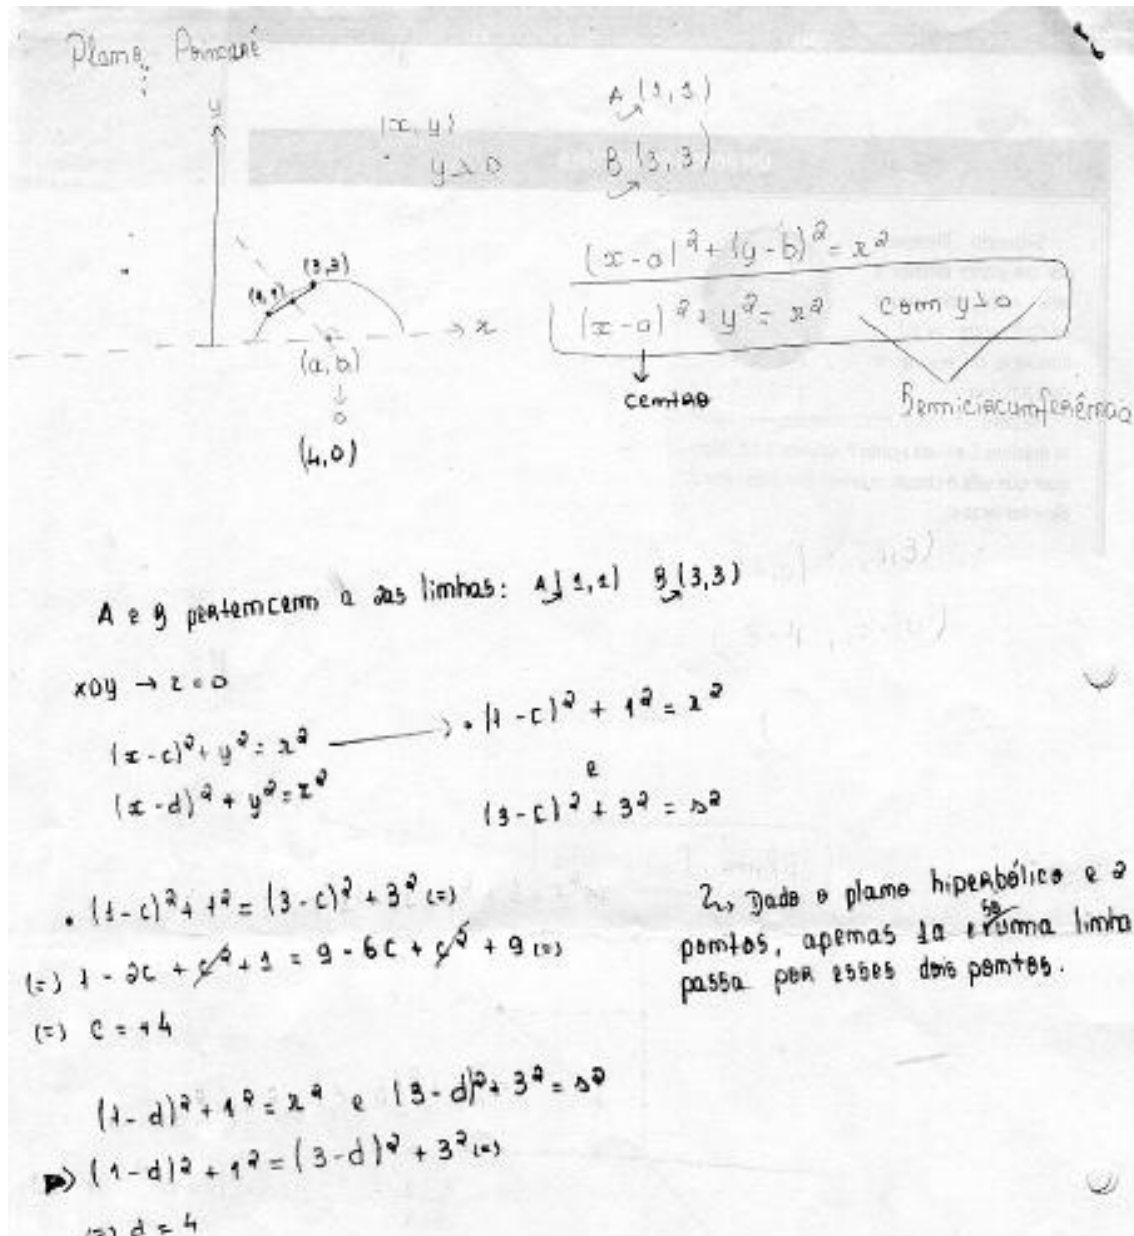 Plano Poincaré
y
(x, y)
y > 0
A (1, 1)
B (3, 3)
(3,3)
(1,1)
x
(a, b)
↓
0
(4,0)
(x-a)² + (y-b)² = r²
(x-a)² + y² = r² com y > 0
centro
Semicircunferência
A e B pertencem a 2as linhas: A (1,1) B (3,3)
xOy → z = 0
(x-c)² + y² = r² → • (1-c)² + 1² = r²
(x-d)² + y² = r²
e
(3-c)² + 3² = s²
• (1-c)² + 1² = (3-c)² + 3² (=)
(=) 1 - 2c + c² + 1 = 9 - 6c + c² + 9 (=)
(=) c = +4
(1-d)² + 1² = r² e (3-d)² + 3² = s²
(1-d)² + 1² = (3-d)² + 3² (=)
(=) d = 4
Dado o plano hiperbólico e 2
pontos, apenas 1a e só uma linha
passa por esses dois pontos.